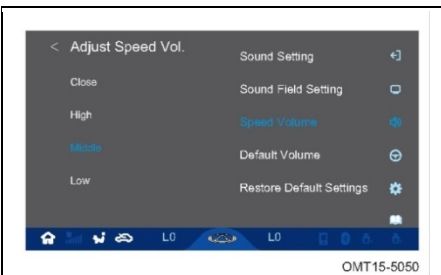 < Adjust Speed Vol.
Close
High
Middle
Low
Sound Setting
Sound Field Setting
Speed Volume
Default Volume
Restore Default Settings
L0 L0
OMT15-5050